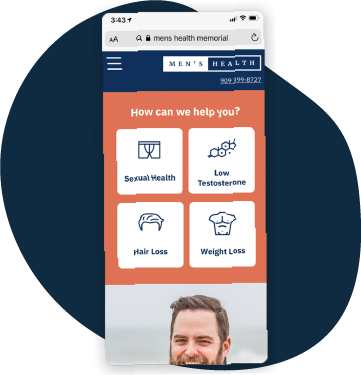 3:43
AA mens health memorial
MEN'S HEALTH
909 399-8727
How can we help you?
Sexual Health
Low
Testosterone
Hair Loss
Weight Loss